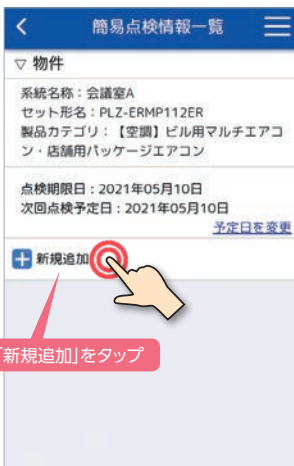 簡易点検情報一覧
▽ 物件
系統名称：会議室A
セット形名：PLZ-ERMP112ER
製品カテゴリ：【空調】ビル用マルチエアコ
ン・店舗用パッケージエアコン
点検期限日：2021年05月10日
次回点検予定日：2021年05月10日
予定日を変更
新規追加
「新規追加」をタップ